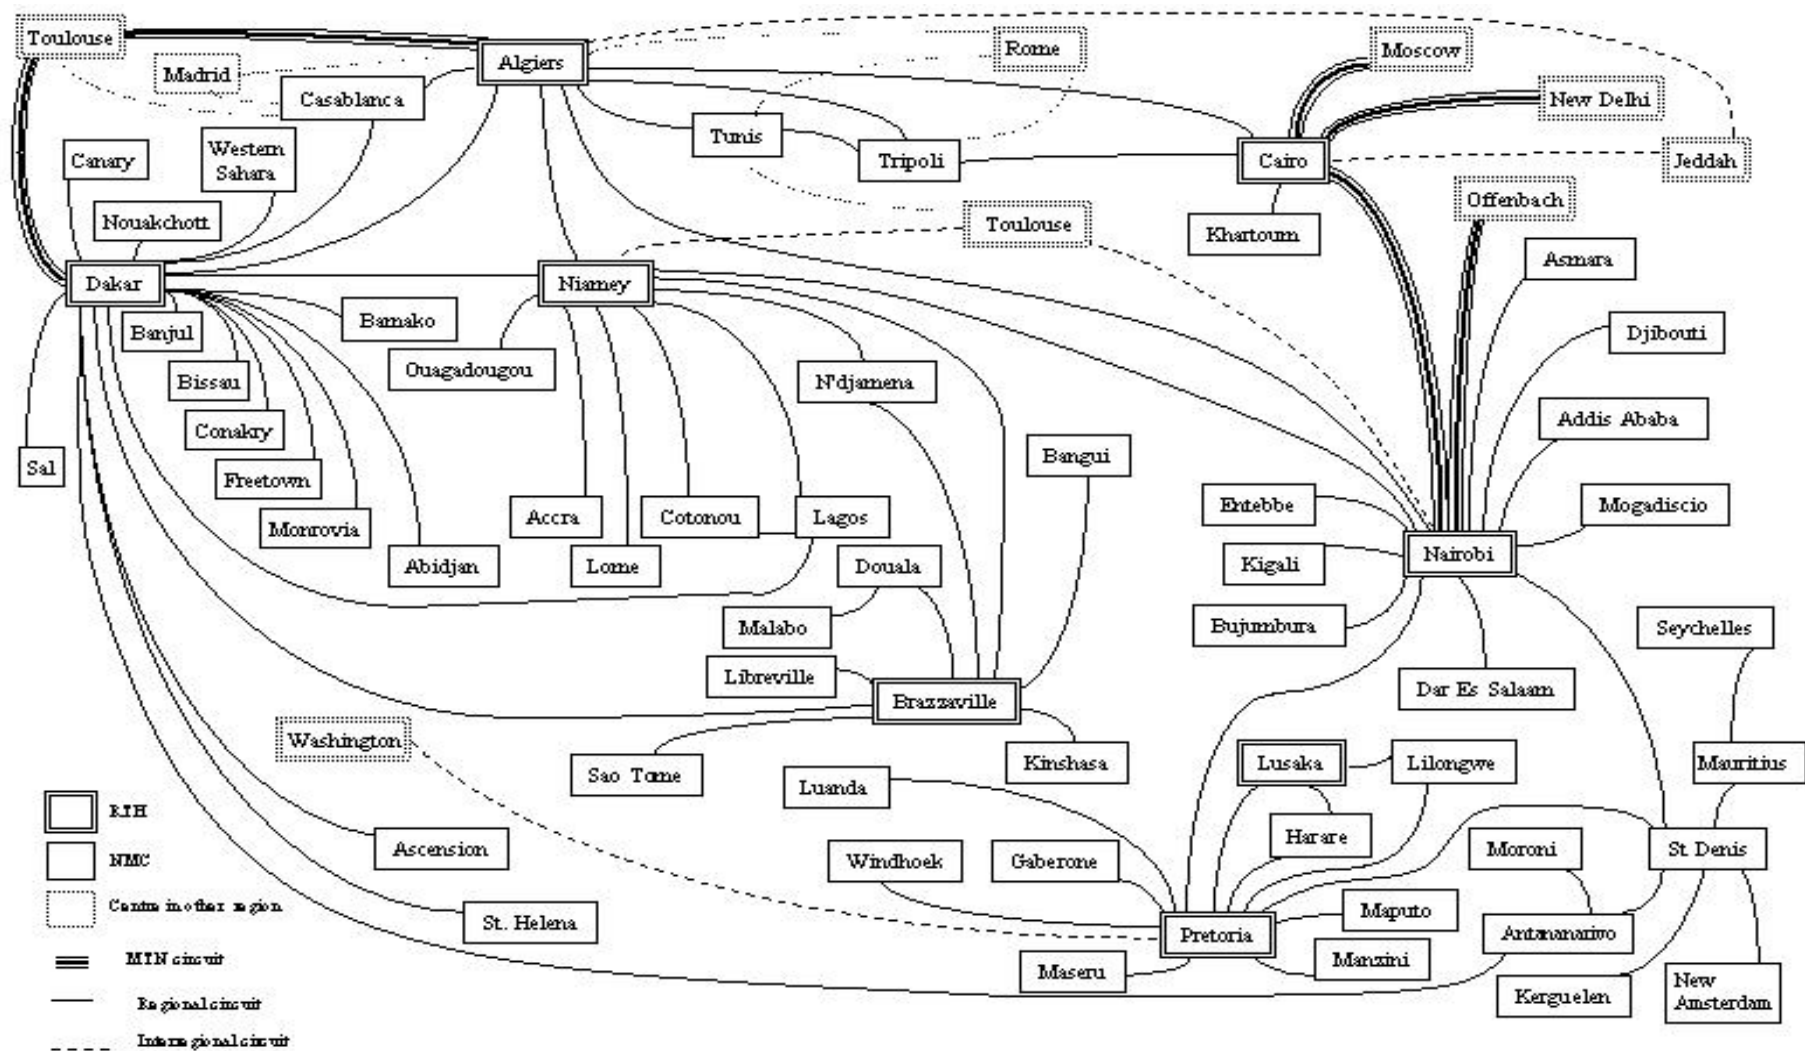 Toulouse
Algiers
Rome
Moscow
Madrid
Casablanca
New Delhi
Tunis
Tripoli
Cairo
Jeddah
Canary
Western
Sahara
Offenbach
Nouakchott
Toulouse
Khartoum
Asmara
Dakar
Niamey
Banjul
Bamako
Djibouti
Bissau
Ouagadougou
N'djamena
Conakry
Addis Ababa
Sal
Freetown
Bangui
Monrovia
Accra
Cotonou
Lagos
Entebbe
Mogadiscio
Abidjan
Lome
Douala
Kigali
Nairobi
Malabo
Bujumbura
Seychelles
Libreville
Brazzaville
Dar Es Salaam
Washington
Sao Tome
Kinshasa
Luanda
Lusaka
Lilongwe
Mauritius
RTH
Ascension
Windhoek
Gaberone
Harare
Moroni
St. Denis
NMC
Centre in other region
St. Helena
Pretoria
Maputo
Antananarivo
MTN circuit
Maseru
Manzini
Kerguelen
New
Amsterdam
Regional circuit
Interregional circuit